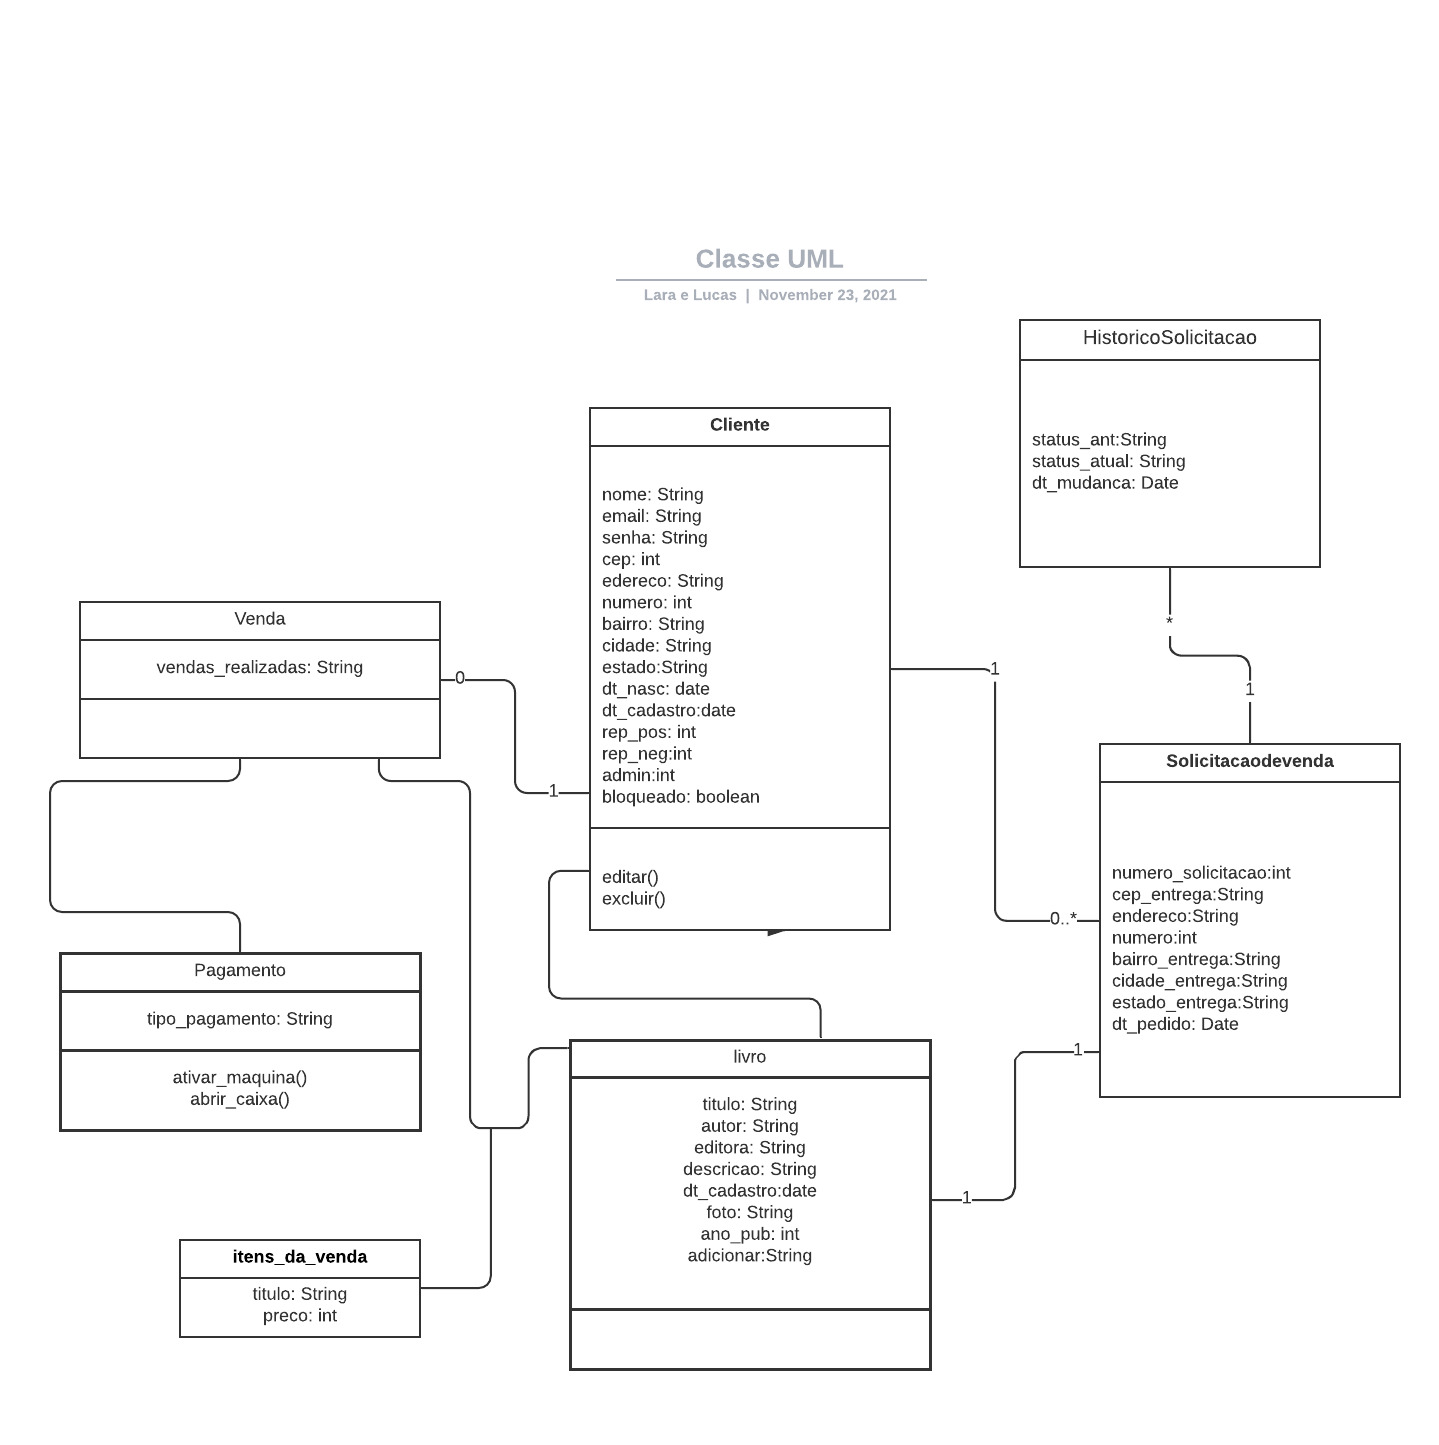 Classe UML
Lara e Lucas | November 23, 2021
HistoricoSolicitacao
status_ant:String
status_atual: String
dt_mudanca: Date
*
1
Cliente
nome: String
email: String
senha: String
cep: int
edereco: String
numero: int
bairro: String
cidade: String
estado:String
dt_nasc: date
dt_cadastro:date
rep_pos: int
rep_neg:int
admin:int
bloqueado: boolean
editar()
excluir()
1
0..*
Venda
vendas_realizadas: String
0
1
Solicitacaodevenda
numero_solicitacao:int
cep_entrega:String
endereco:String
numero:int
bairro_entrega:String
cidade_entrega:String
estado_entrega:String
dt_pedido: Date
1
1
Pagamento
tipo_pagamento: String
ativar_maquina()
abrir_caixa()
livro
titulo: String
autor: String
editora: String
descricao: String
dt_cadastro:date
foto: String
ano_pub: int
adicionar:String
itens_da_venda
titulo: String
preco: int